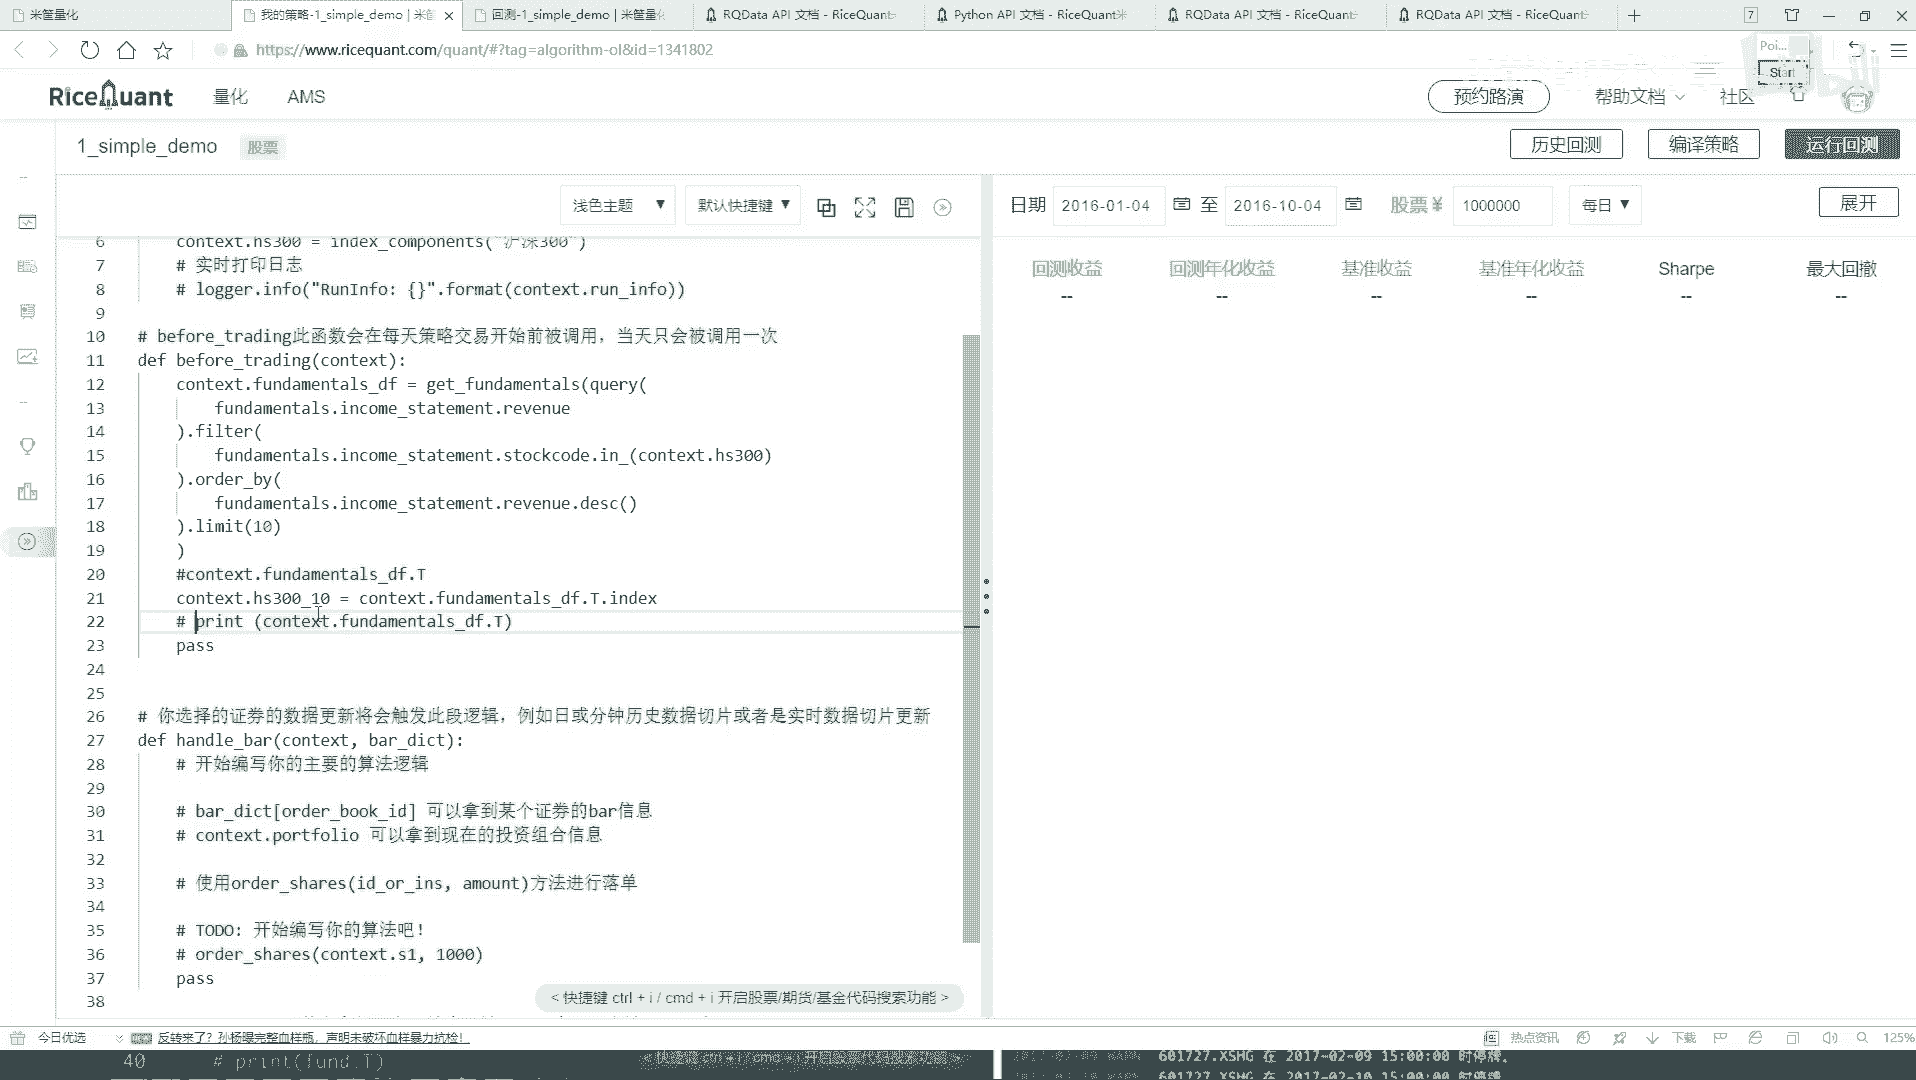 米筐量化
我的策略-1_simple_demo | 米筐
回测-1_simple_demo | 米筐量化
RQData API 文档 - RiceQuant
Python API 文档 - RiceQuant米
RQData API 文档 - RiceQuant
RQData API 文档 - RiceQuant
7
https://www.ricequant.com/quant/#?tag=algorithm-ol&id=1341802
Poi...
Start
RiceQuant
量化
AMS
预约路演
帮助文档
社区
1_simple_demo
股票
历史回测
编译策略
运行回测
浅色主题 ▼
默认快捷键 ▼
日期
2016-01-04
至
2016-10-04
股票 ¥
1000000
每日 ▼
展开
回测收益
回测年化收益
基准收益
基准年化收益
Sharpe
最大回撤
--
--
--
--
--
--
6 context.hs300 = index_components("沪深300")
7 # 实时打印日志
8 # logger.info("RunInfo: {}".format(context.run_info))
9
10 # before_trading此函数会在每天策略交易开始前被调用，当天只会被调用一次
11 def before_trading(context):
12 context.fundamentals_df = get_fundamentals(query(
13 fundamentals.income_statement.revenue
14 ).filter(
15 fundamentals.income_statement.stockcode.in_(context.hs300)
16 ).order_by(
17 fundamentals.income_statement.revenue.desc()
18 ).limit(10)
19 )
20 #context.fundamentals_df.T
21 context.hs300_10 = context.fundamentals_df.T.index
22 # print (context.fundamentals_df.T)
23 pass
24
25
26 # 你选择的证券的数据更新将会触发此段逻辑，例如日或分钟历史数据切片或者是实时数据切片更新
27 def handle_bar(context, bar_dict):
28 # 开始编写你的主要的算法逻辑
29
30 # bar_dict[order_book_id] 可以拿到某个证券的bar信息
31 # context.portfolio 可以拿到现在的投资组合信息
32
33 # 使用order_shares(id_or_ins, amount)方法进行落单
34
35 # TODO: 开始编写你的算法吧！
36 # order_shares(context.s1, 1000)
37 pass
38
< 快捷键 ctrl + i / cmd + i 开启股票/期货/基金代码搜索功能 >
今日优选
反转来了？孙杨曝完整血样瓶，声明未破坏血样暴力抗检！
热点资讯
下载
125%
40 # print(fund.T)
601727.XSHG 在 2017-02-09 15:00:00 时停牌。
601727.XSHG 在 2017-02-10 15:00:00 时停牌。